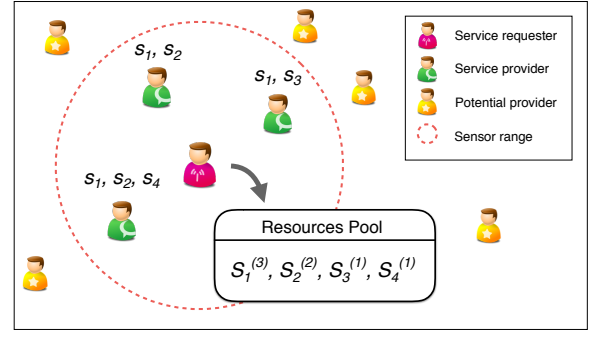 s₁, s₂
s₁, s₃
s₁, s₂, s₄
Service requester
Service provider
Potential provider
Sensor range
Resources Pool
S₁⁽³⁾, S₂⁽²⁾, S₃⁽¹⁾, S₄⁽¹⁾